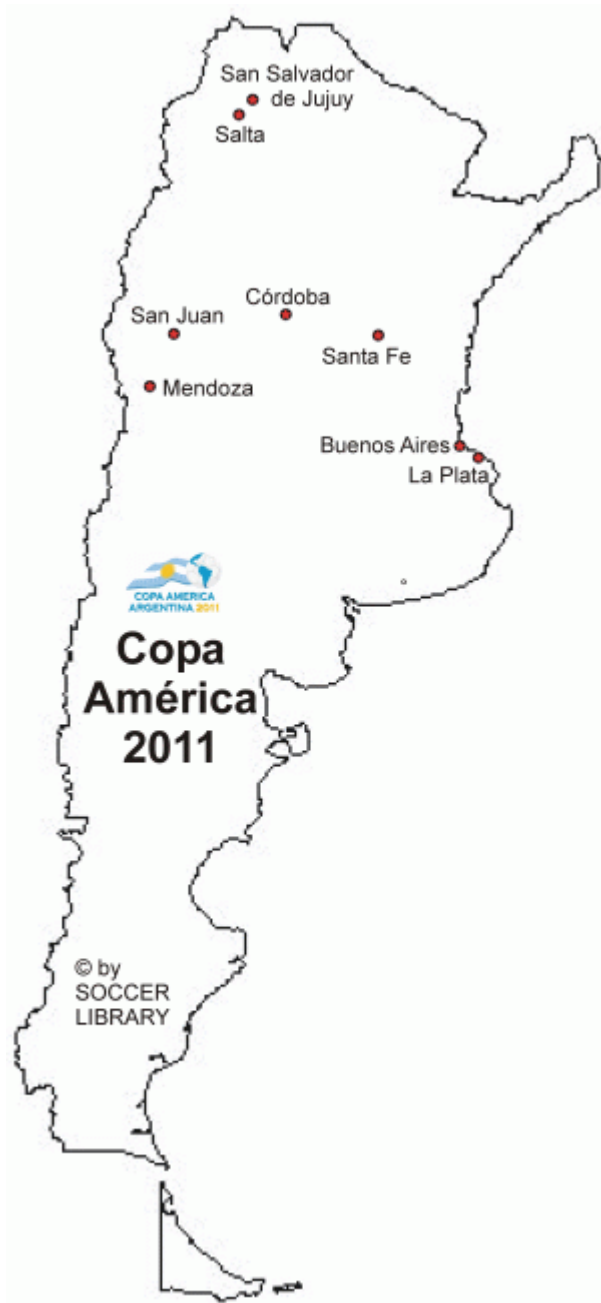 San Salvador
de Jujuy
Salta
Córdoba
San Juan
Santa Fe
Mendoza
Buenos Aires
La Plata
COPA AMERICA
ARGENTINA 2011
Copa
América
2011
© by
SOCCER
LIBRARY